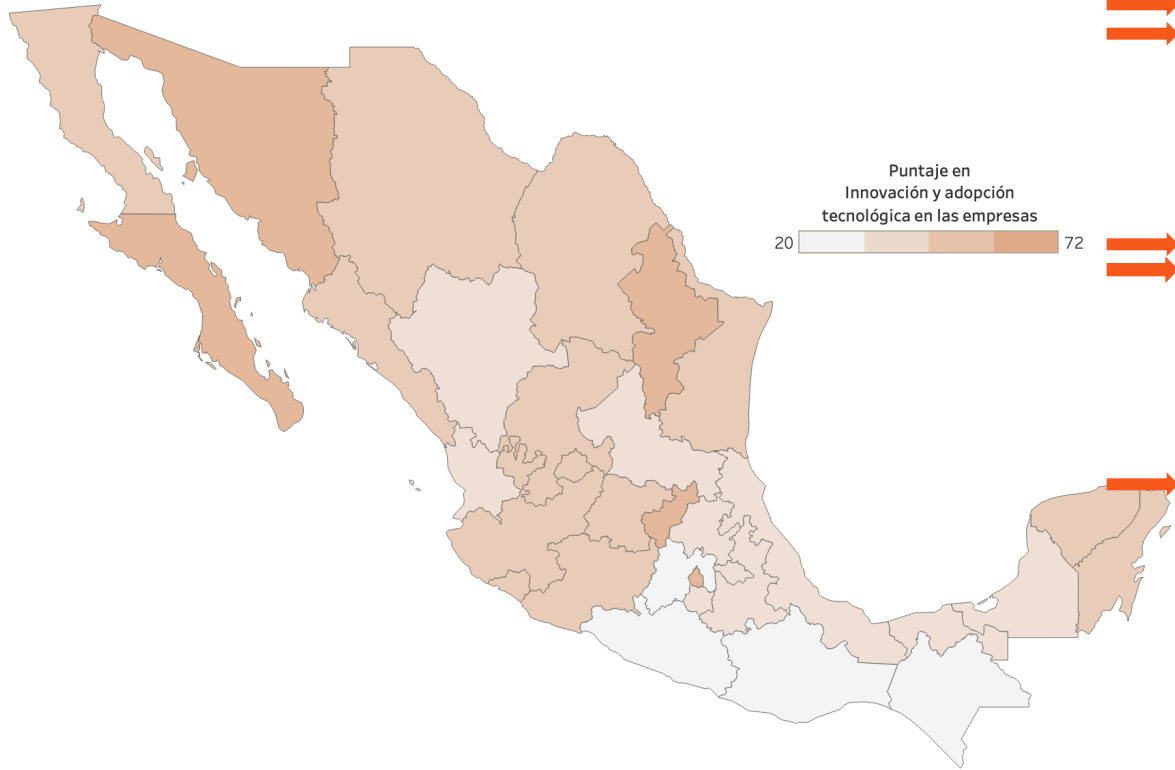 Puntaje en
Innovación y adopción
tecnológica en las empresas
20 72